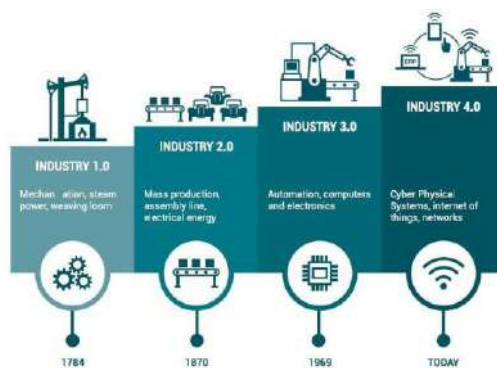 ERP
INDUSTRY 1.0
Mechan ation, steam
power, weaving loom
INDUSTRY 2.0
Mass production,
assembly line,
electrical energy
INDUSTRY 3.0
Automation, computers
and electronics
INDUSTRY 4.0
Cyber Physical
Systems, internet of
things, networks
1784
1870
1969
TODAY